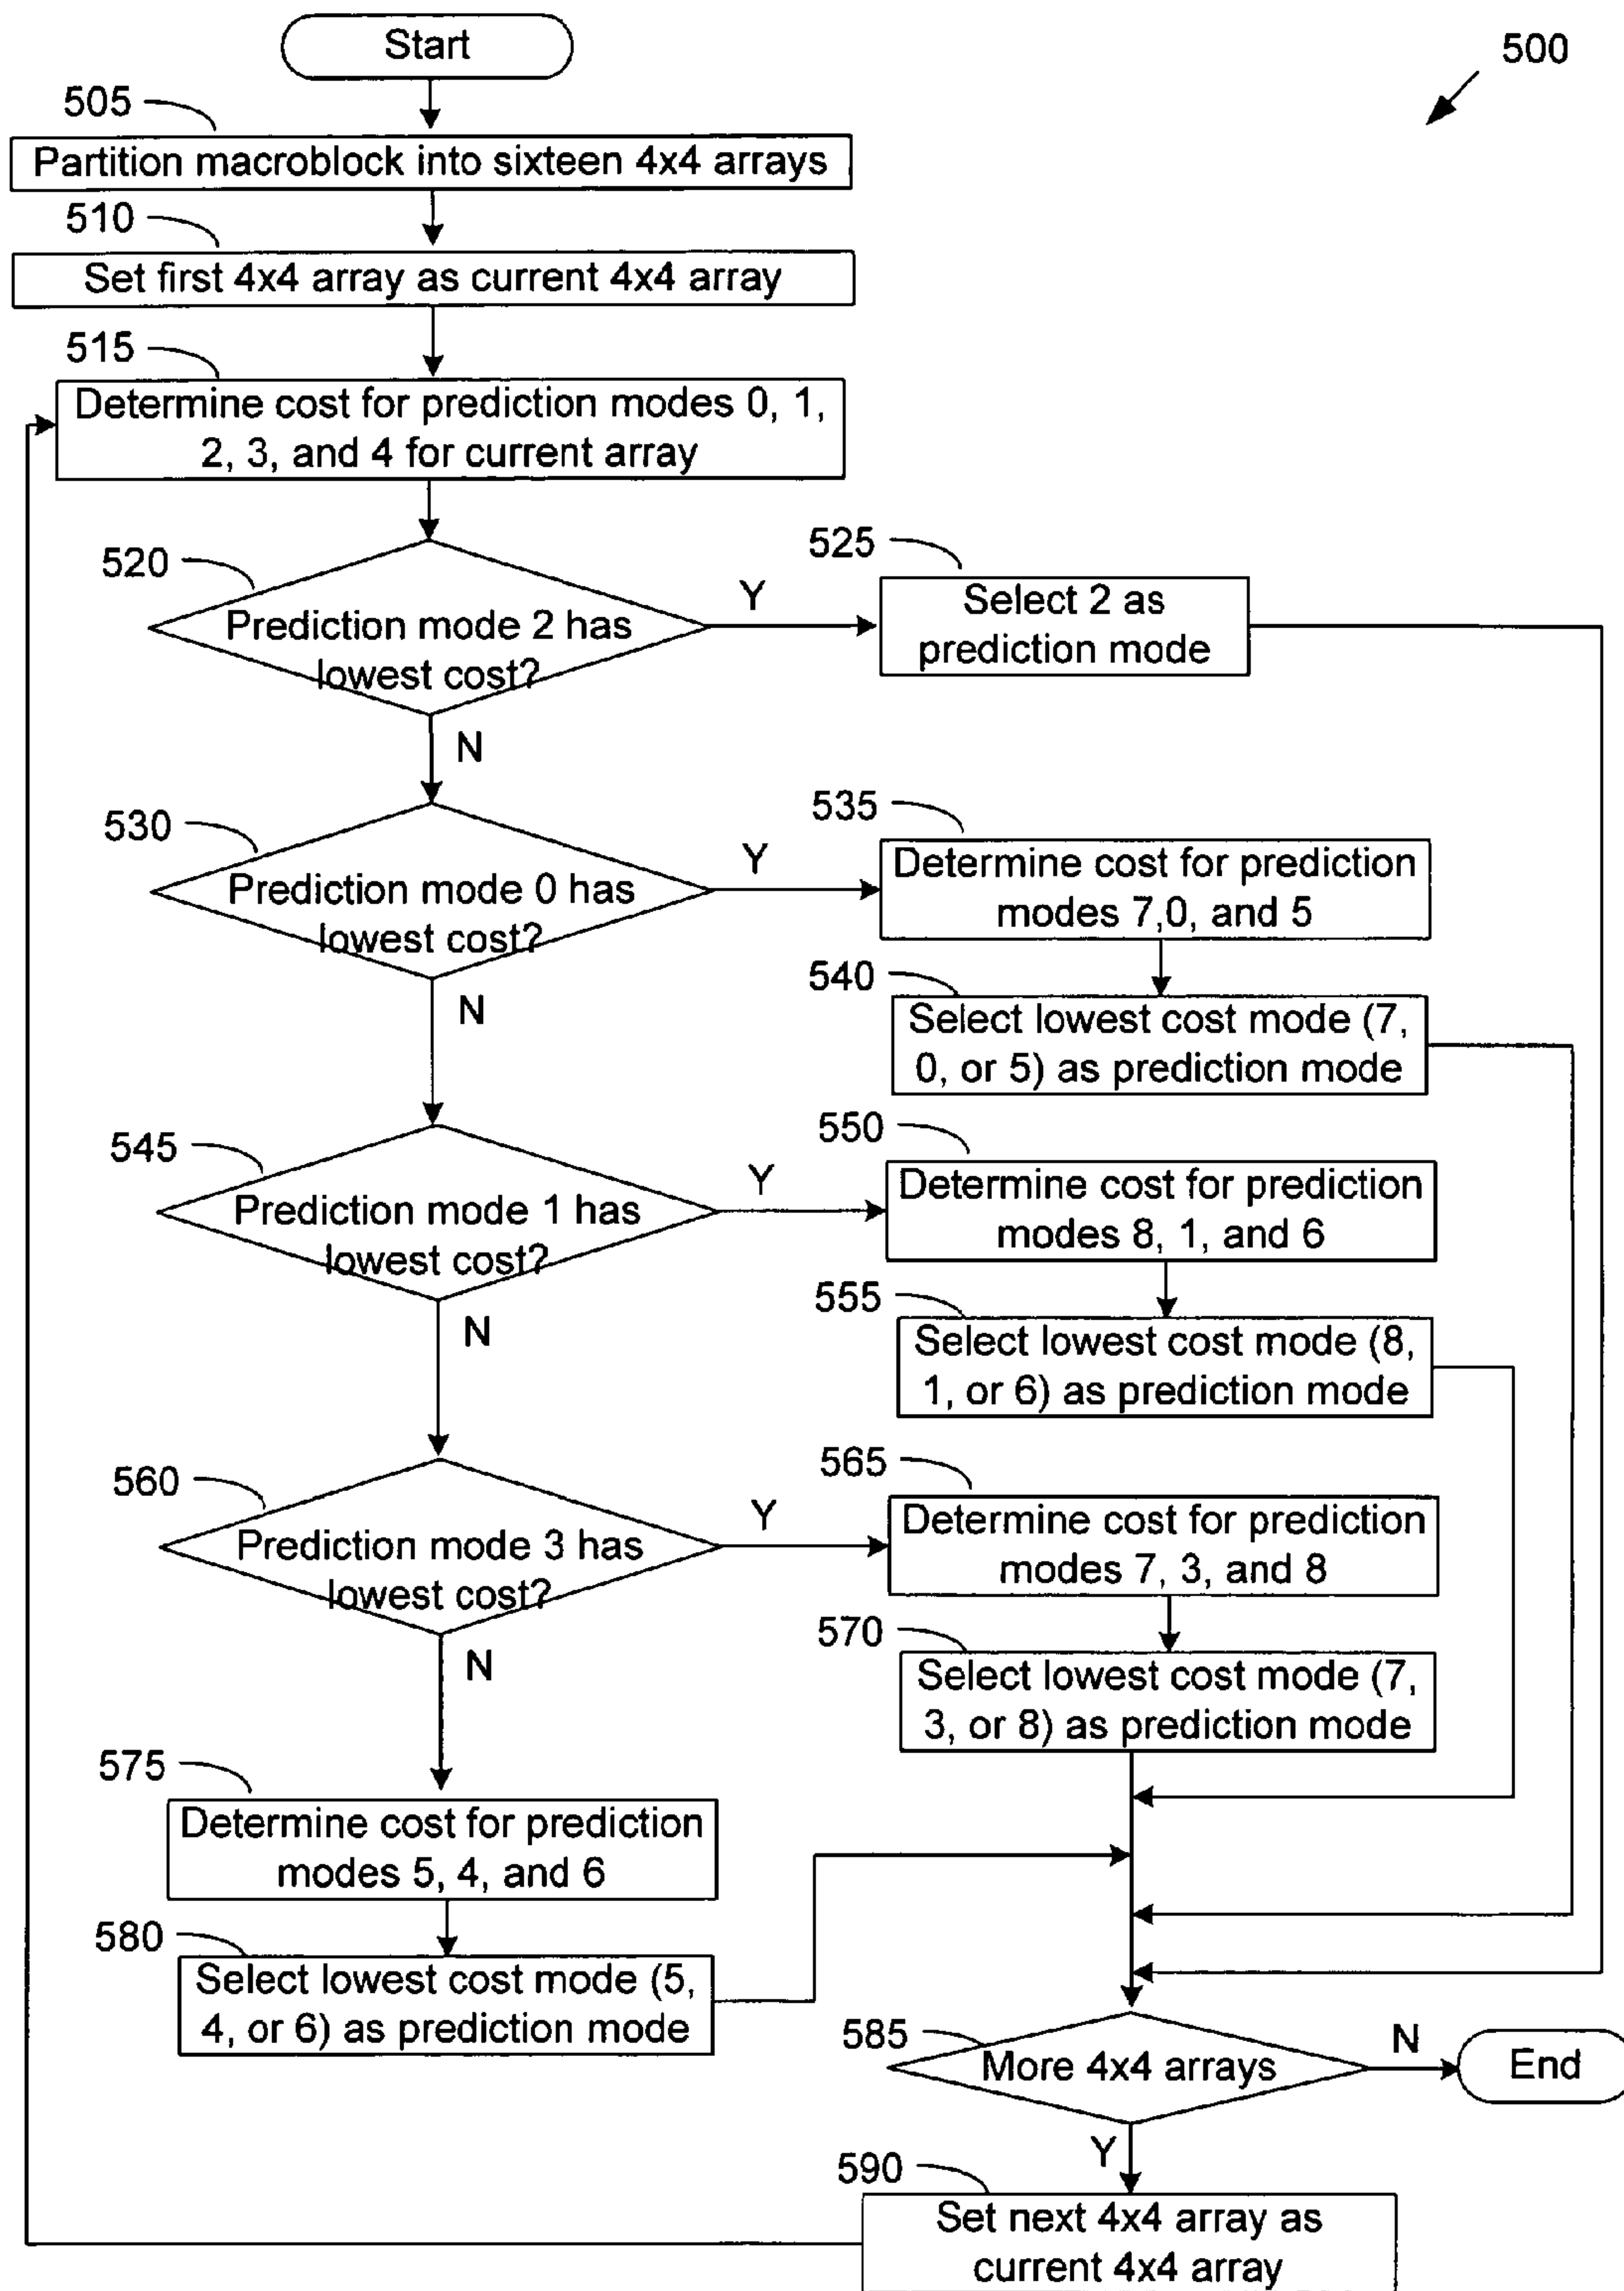 Start
500
505
Partition macroblock into sixteen 4x4 arrays
510
Set first 4x4 array as current 4x4 array
515
Determine cost for prediction modes 0, 1,
2, 3, and 4 for current array
520
Prediction mode 2 has
lowest cost?
Y
525
Select 2 as
prediction mode
N
530
Prediction mode 0 has
lowest cost?
Y
535
Determine cost for prediction
modes 7,0, and 5
540
Select lowest cost mode (7,
0, or 5) as prediction mode
N
545
Prediction mode 1 has
lowest cost?
Y
550
Determine cost for prediction
modes 8, 1, and 6
555
Select lowest cost mode (8,
1, or 6) as prediction mode
N
560
Prediction mode 3 has
lowest cost?
Y
565
Determine cost for prediction
modes 7, 3, and 8
570
Select lowest cost mode (7,
3, or 8) as prediction mode
N
575
Determine cost for prediction
modes 5, 4, and 6
580
Select lowest cost mode (5,
4, or 6) as prediction mode
585
More 4x4 arrays
N
End
Y
590
Set next 4x4 array as
current 4x4 array